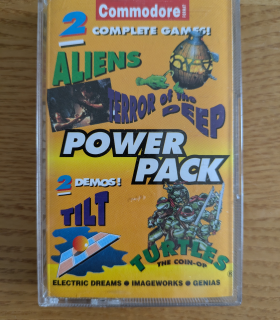 Commodore
2 COMPLETE GAMES!
ALIENS
TERROR of the DEEP
POWER
PACK
2 DEMOS!
TILT
TURTLES
THE COIN-OP
ELECTRIC DREAMS • IMAGEWORKS • GENIAS